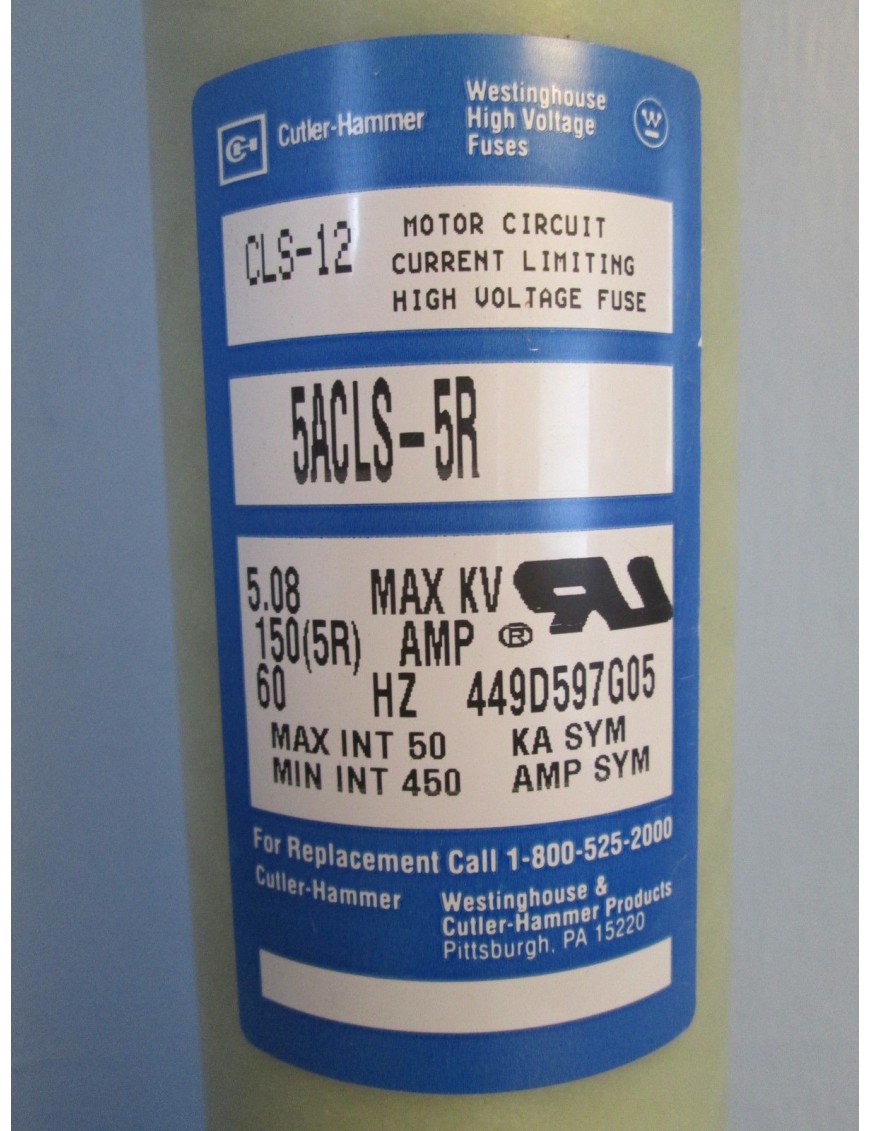 Cutler-Hammer
Westinghouse
High Voltage
Fuses
W
CLS-12
MOTOR CIRCUIT
CURRENT LIMITING
HIGH VOLTAGE FUSE
5ACLS-5R
5.08 MAX KV
150(5R) AMP ®
60 HZ 449D597G05
MAX INT 50 KA SYM
MIN INT 450 AMP SYM
For Replacement Call 1-800-525-2000
Cutler-Hammer
Westinghouse &
Cutler-Hammer Products
Pittsburgh, PA 15220